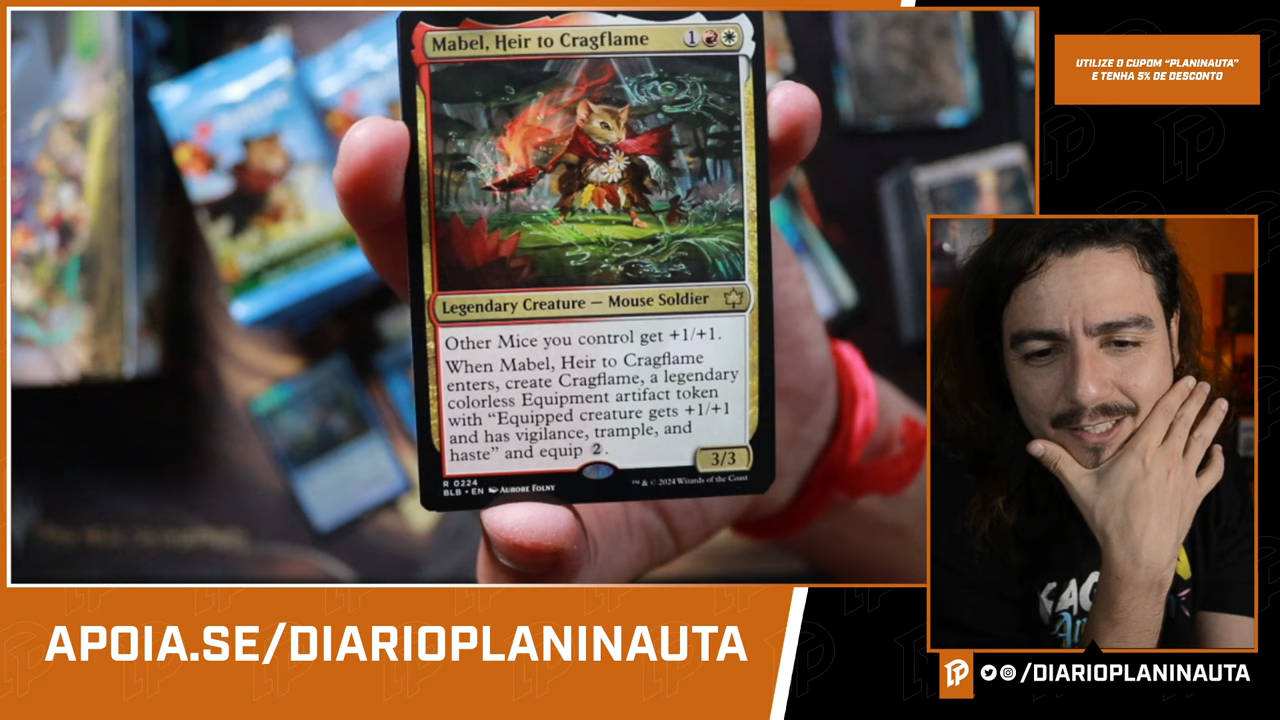 Mabel, Heir to Cragflame
1
Legendary Creature — Mouse Soldier
Other Mice you control get +1/+1.
When Mabel, Heir to Cragflame
enters, create Cragflame, a legendary
colorless Equipment artifact token
with “Equipped creature gets +1/+1
and has vigilance, trample, and
haste” and equip 2.
3/3
R 0224
BLB • EN AURORE FOLNY
™ & © 2024 Wizards of the Coast
UTILIZE O CUPOM “PLANINAUTA”
E TENHA 5% DE DESCONTO
APOIA.SE/DIARIOPLANINAUTA
/DIARIOPLANINAUTA